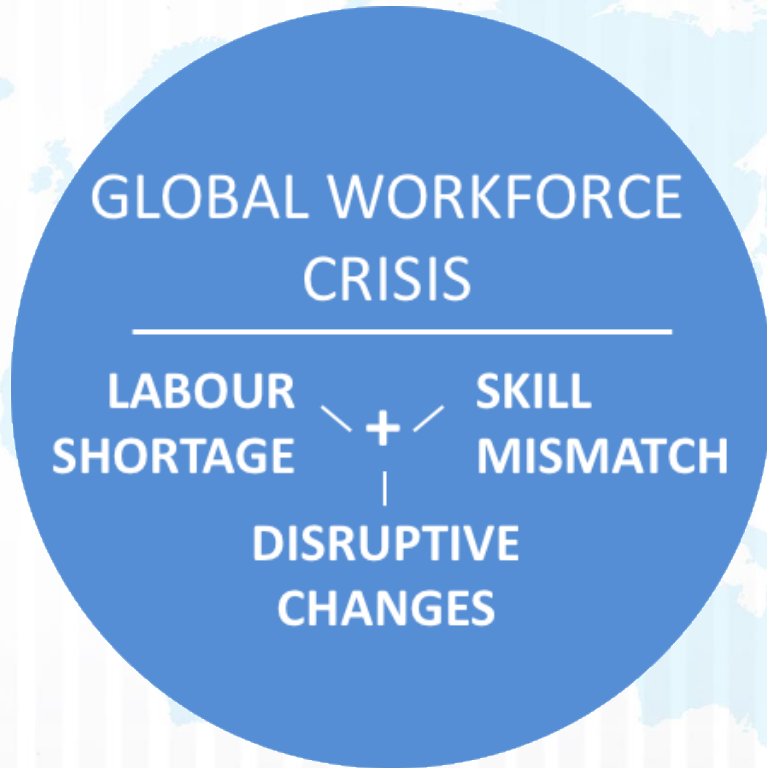 GLOBAL WORKFORCE
CRISIS
LABOUR
SHORTAGE
+
SKILL
MISMATCH
DISRUPTIVE
CHANGES